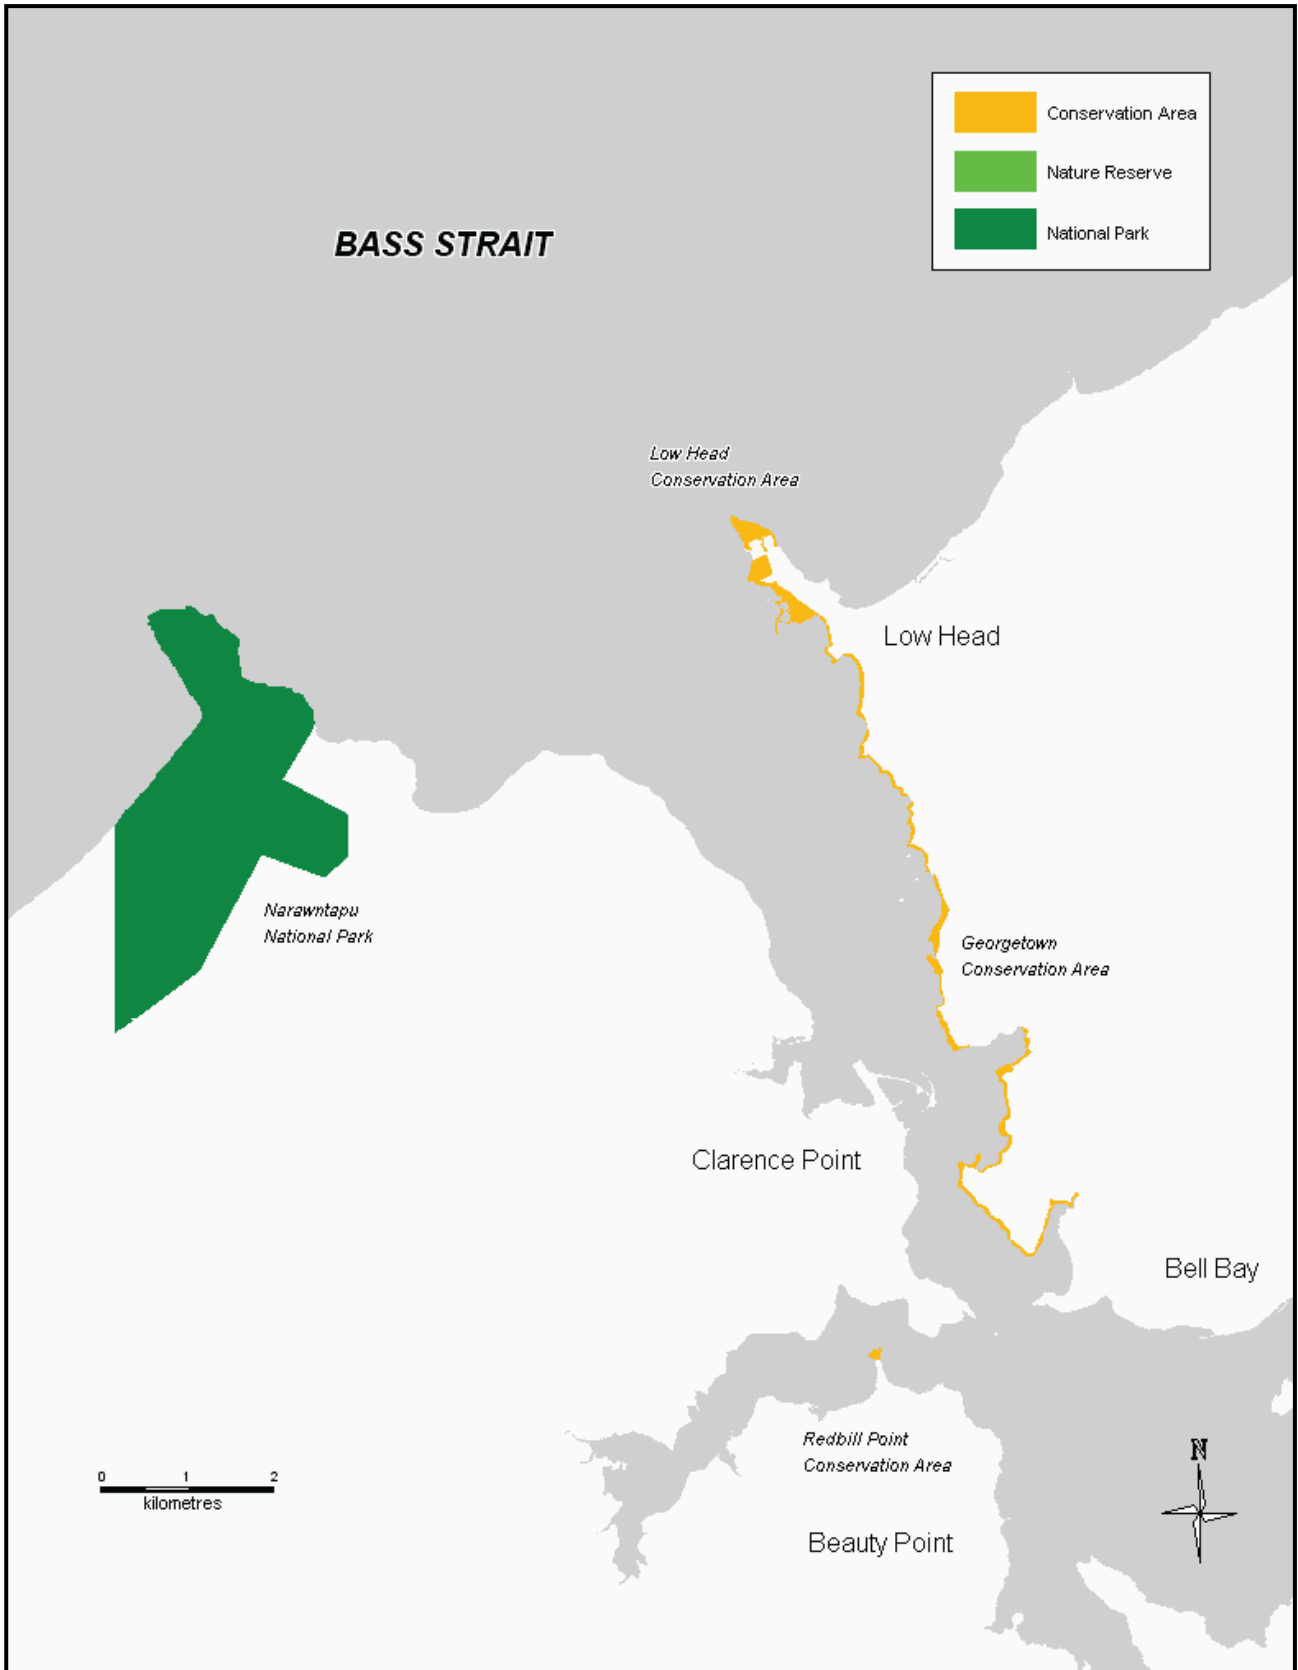 Conservation Area
Nature Reserve
National Park
BASS STRAIT
Low Head
Conservation Area
Low Head
Narawntapu
National Park
Georgetown
Conservation Area
Clarence Point
Bell Bay
Redbill Point
Conservation Area
Beauty Point
N
0 1 2
kilometres